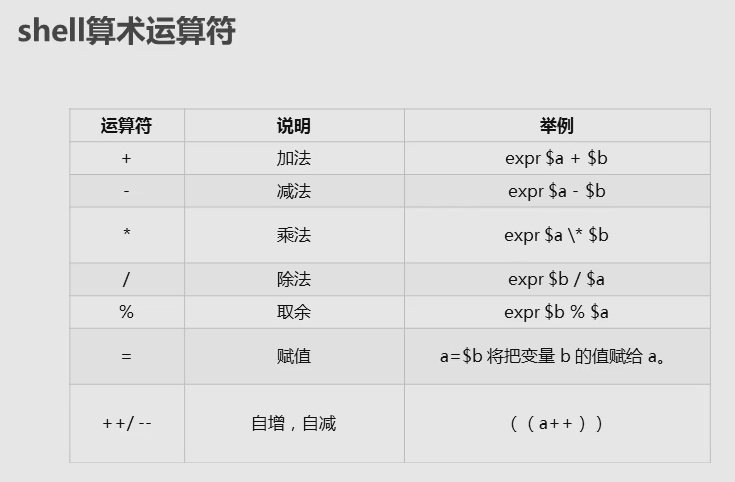 shell算术运算符
运算符 说明 举例
+ 加法 expr $a + $b
- 减法 expr $a - $b
* 乘法 expr $a \* $b
/ 除法 expr $b / $a
% 取余 expr $b % $a
= 赋值 a=$b 将把变量 b 的值赋给 a。
++/-- 自增，自减 （（a++））